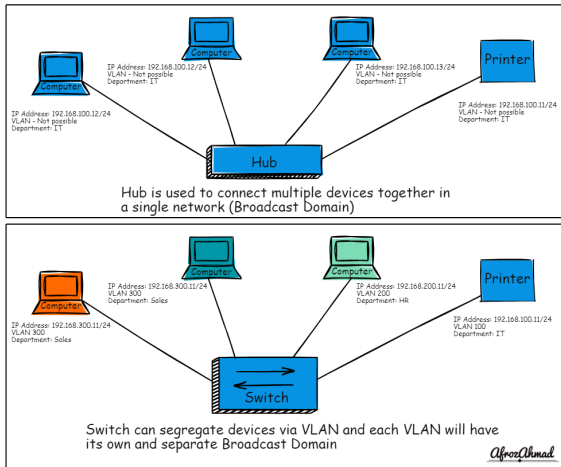 Computer
IP Address: 192.168.100.12/24
VLAN - Not possible
Department: IT
Computer
IP Address: 192.168.100.12/24
VLAN - Not possible
Department: IT
Computer
IP Address: 192.168.100.13/24
VLAN - Not possible
Department: IT
Printer
IP Address: 192.168.100.11/24
VLAN - Not possible
Department: IT
Hub
Hub is used to connect multiple devices together in
a single network (Broadcast Domain)
Computer
IP Address: 192.168.300.11/24
VLAN 300
Department: Sales
Computer
IP Address: 192.168.300.11/24
VLAN 300
Department: Sales
Computer
IP Address: 192.168.200.11/24
VLAN 200
Department: HR
Printer
IP Address: 192.168.100.11/24
VLAN 100
Department: IT
Switch
Switch can segregate devices via VLAN and each VLAN will have
its own and separate Broadcast Domain
AfrozAhmad